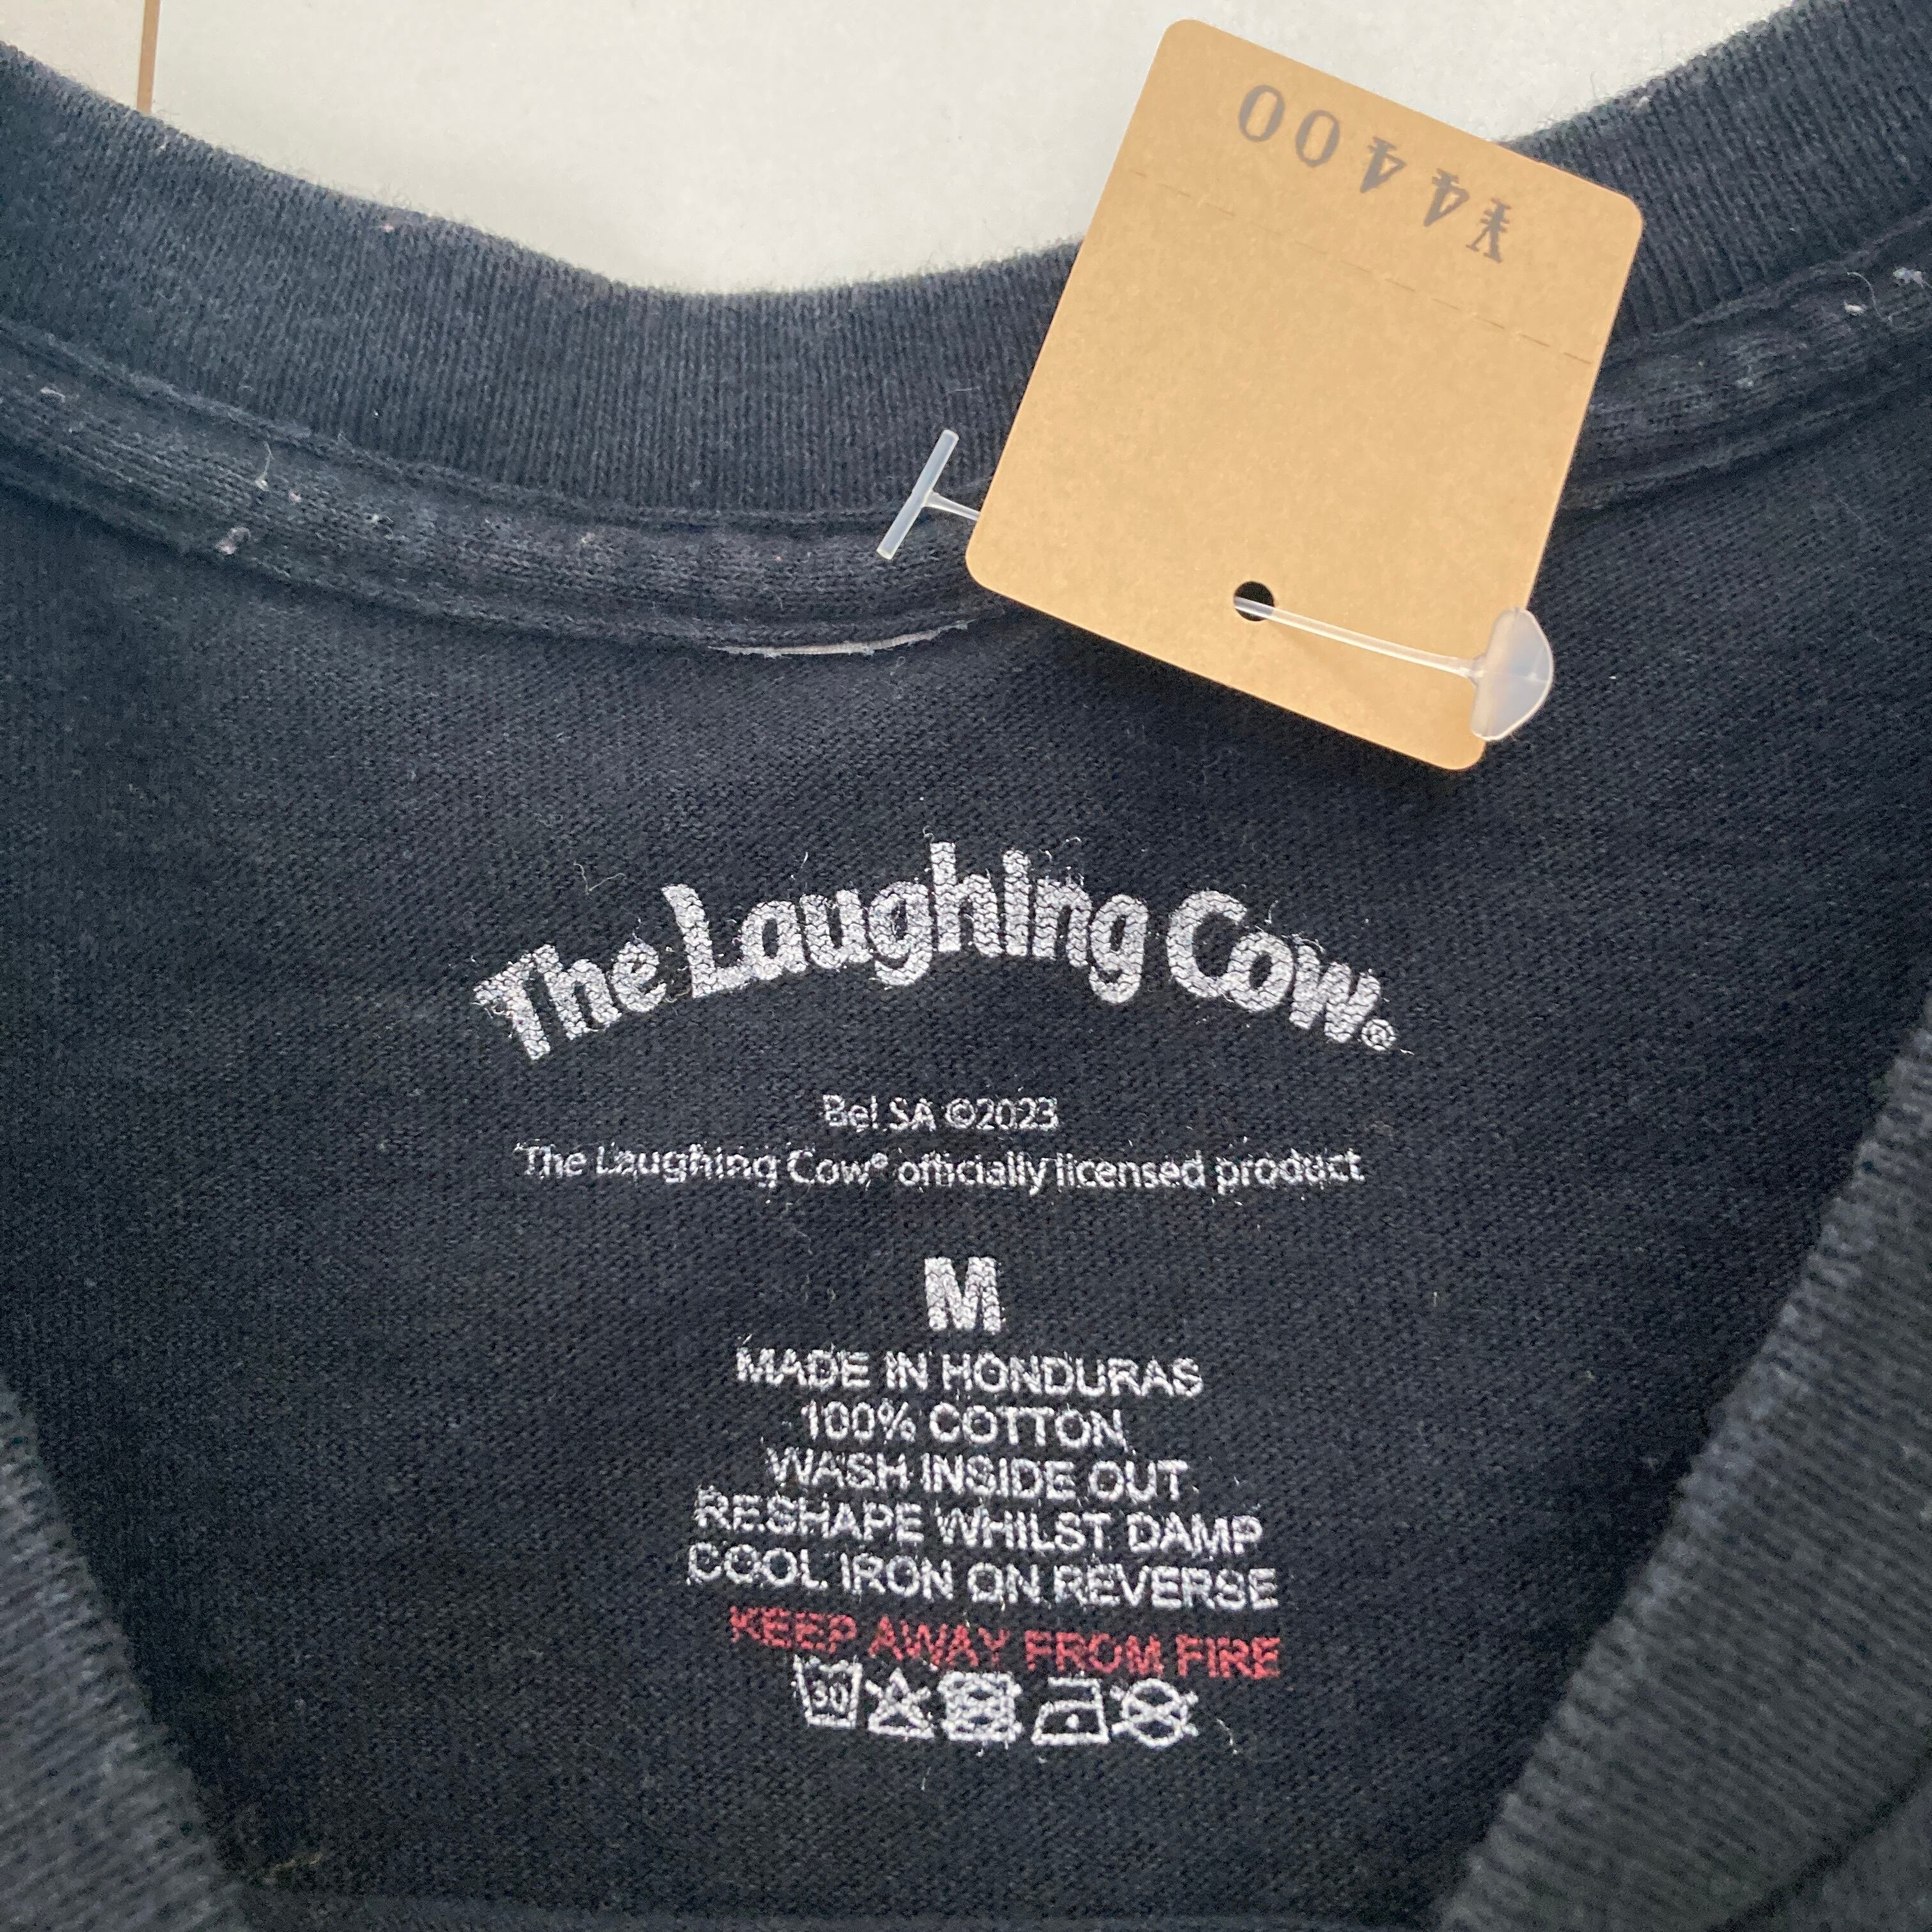 ¥4400
The Laughing Cow®
Bel SA ©2023
The Laughing Cow® officially licensed product
M
MADE IN HONDURAS
100% COTTON
WASH INSIDE OUT
RESHAPE WHILST DAMP
COOL IRON ON REVERSE
KEEP AWAY FROM FIRE
30